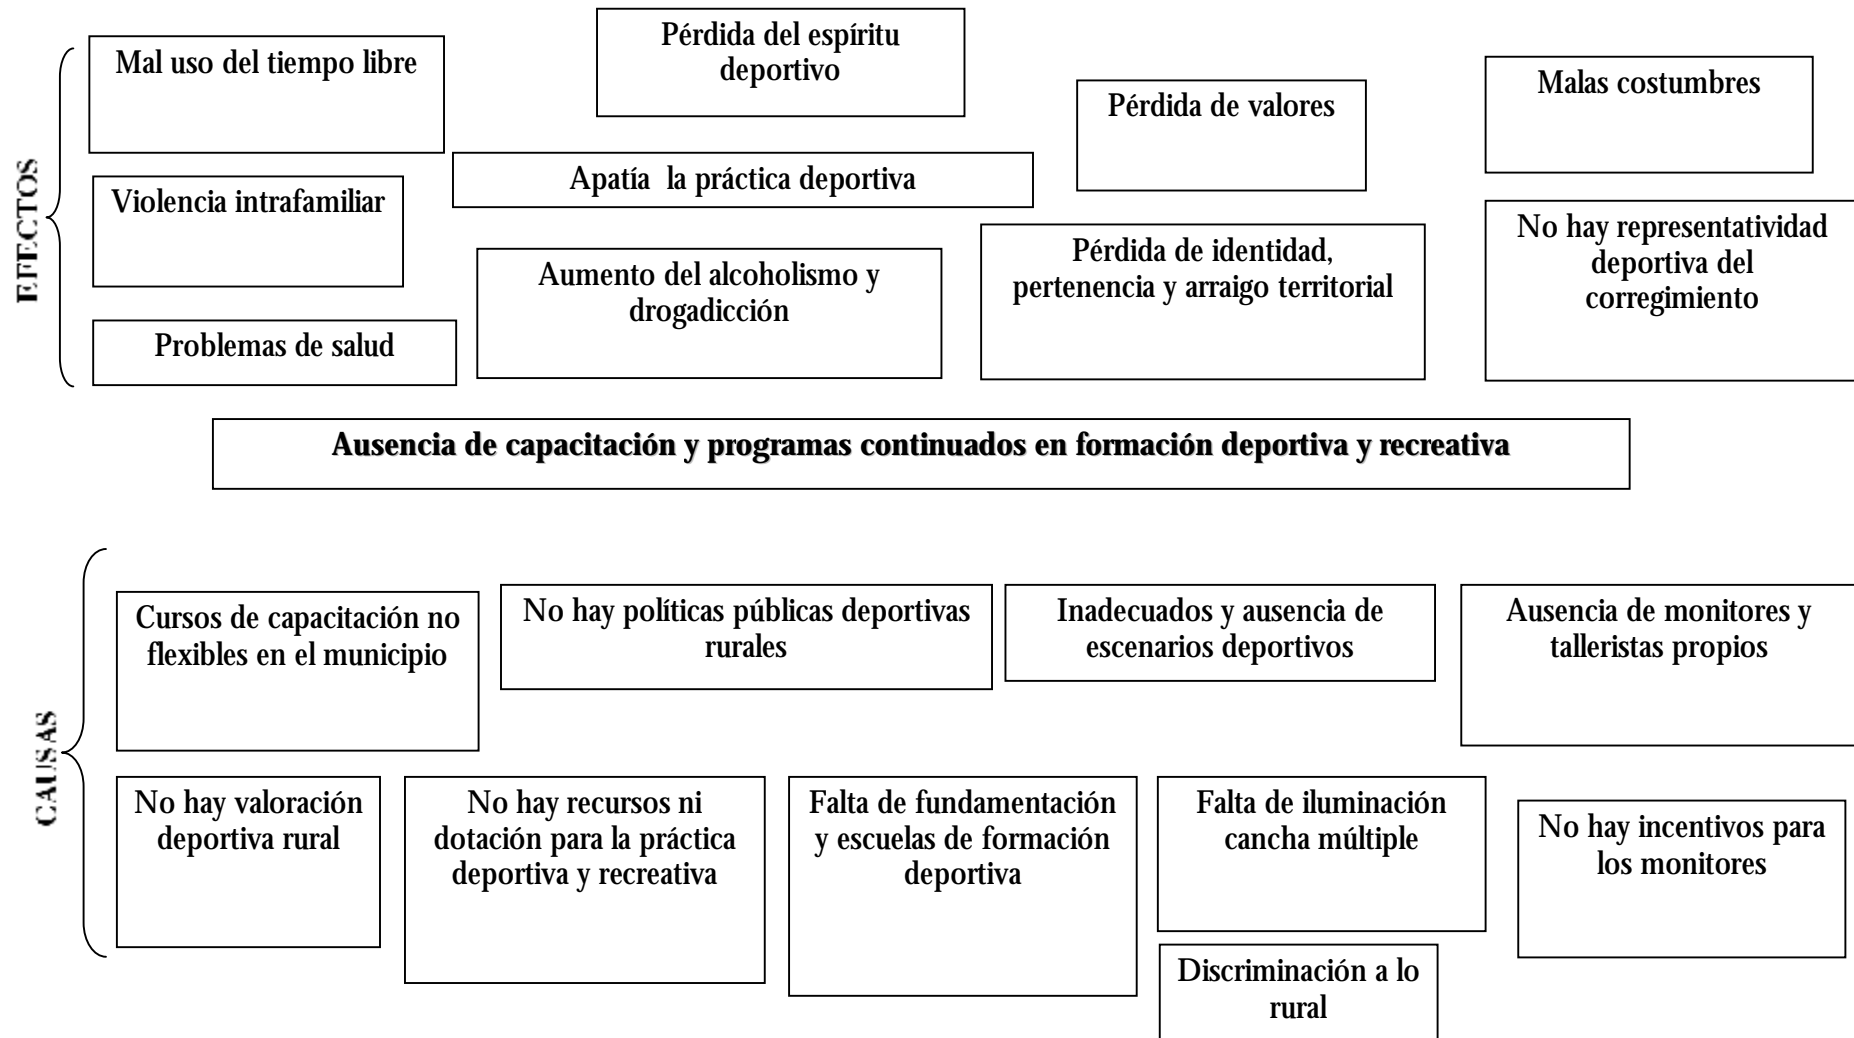 EFECTOS
Mal uso del tiempo libre
Pérdida del espíritu
deportivo
Pérdida de valores
Malas costumbres
Violencia intrafamiliar
Apatía la práctica deportiva
Problemas de salud
Aumento del alcoholismo y
drogadicción
Pérdida de identidad,
pertenencia y arraigo territorial
No hay representatividad
deportiva del
corregimiento
Ausencia de capacitación y programas continuados en formación deportiva y recreativa
CAUSAS
Cursos de capacitación no
flexibles en el municipio
No hay políticas públicas deportivas
rurales
Inadecuados y ausencia de
escenarios deportivos
Ausencia de monitores y
talleristas propios
No hay valoración
deportiva rural
No hay recursos ni
dotación para la práctica
deportiva y recreativa
Falta de fundamentación
y escuelas de formación
deportiva
Falta de iluminación
cancha múltiple
No hay incentivos para
los monitores
Discriminación a lo
rural